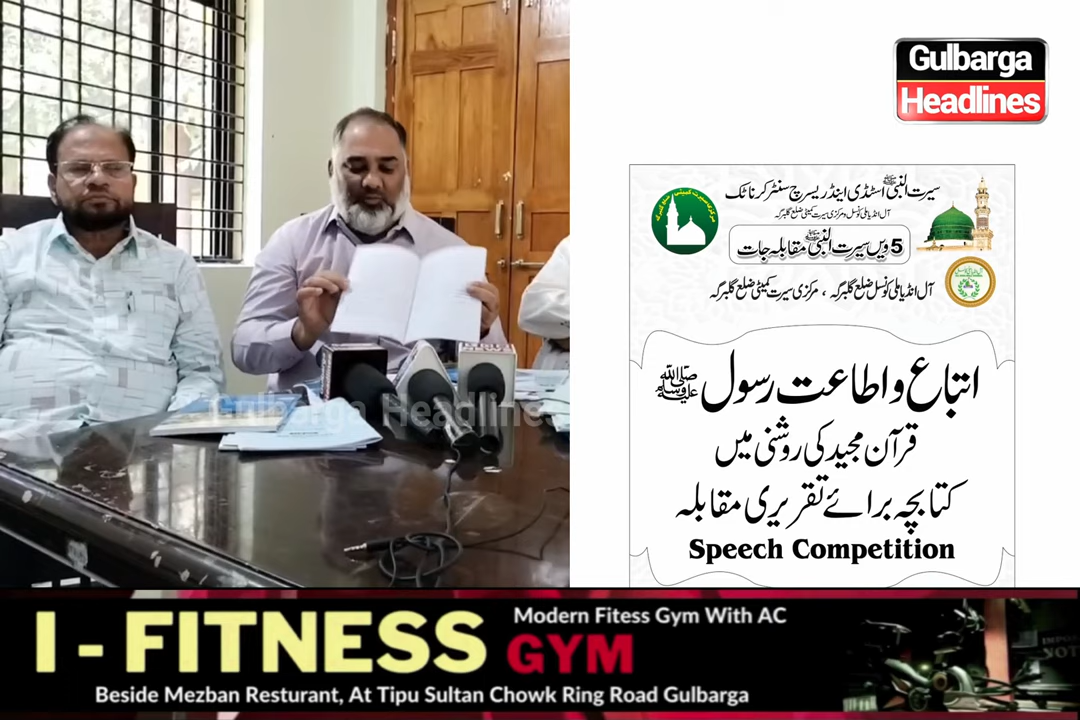 Gulbarga
Headlines
سیرت النبی ﷺ اسٹڈی اینڈ ریسرچ سنٹر کرناٹک
آل انڈیا ملی کونسل و مرکزی سیرت کمیٹی ضلع گلبرگہ
5 ویں سیرت النبی ﷺ مقابلہ جات
آل انڈیا ملی کونسل ضلع گلبرگہ ، مرکزی سیرت کمیٹی ضلع گلبرگہ
اتباع و اطاعت رسول ﷺ
قرآن مجید کی روشنی میں
کتابچہ برائے تقریری مقابلہ
Speech Competition
Gulbarga Headlines
I - FITNESS GYM
Modern Fitess Gym With AC
Beside Mezban Resturant, At Tipu Sultan Chowk Ring Road Gulbarga